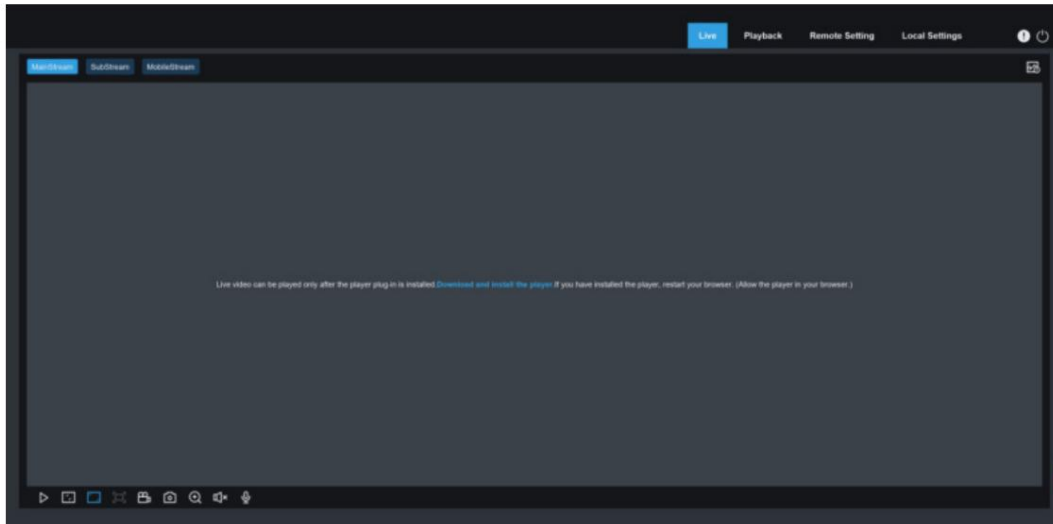 Live Playback Remote Setting Local Settings
MainStream SubStream MobileStream
Live video can be played only after the player plug-in is installed.Download and install the player.If you have installed the player, restart your browser. (Allow the player in your browser.)